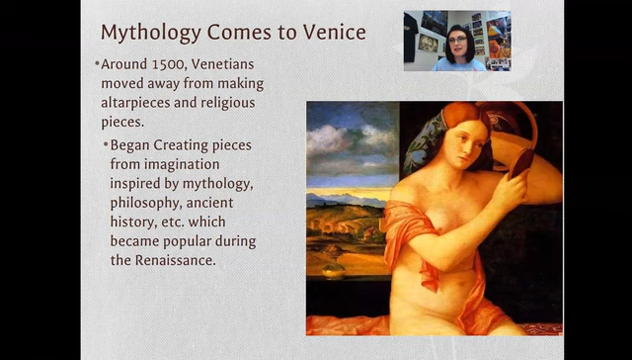 Mythology Comes to Venice
•Around 1500, Venetians
moved away from making
altarpieces and religious
pieces.
•Began Creating pieces
from imagination
inspired by mythology,
philosophy, ancient
history, etc. which
became popular during
the Renaissance.